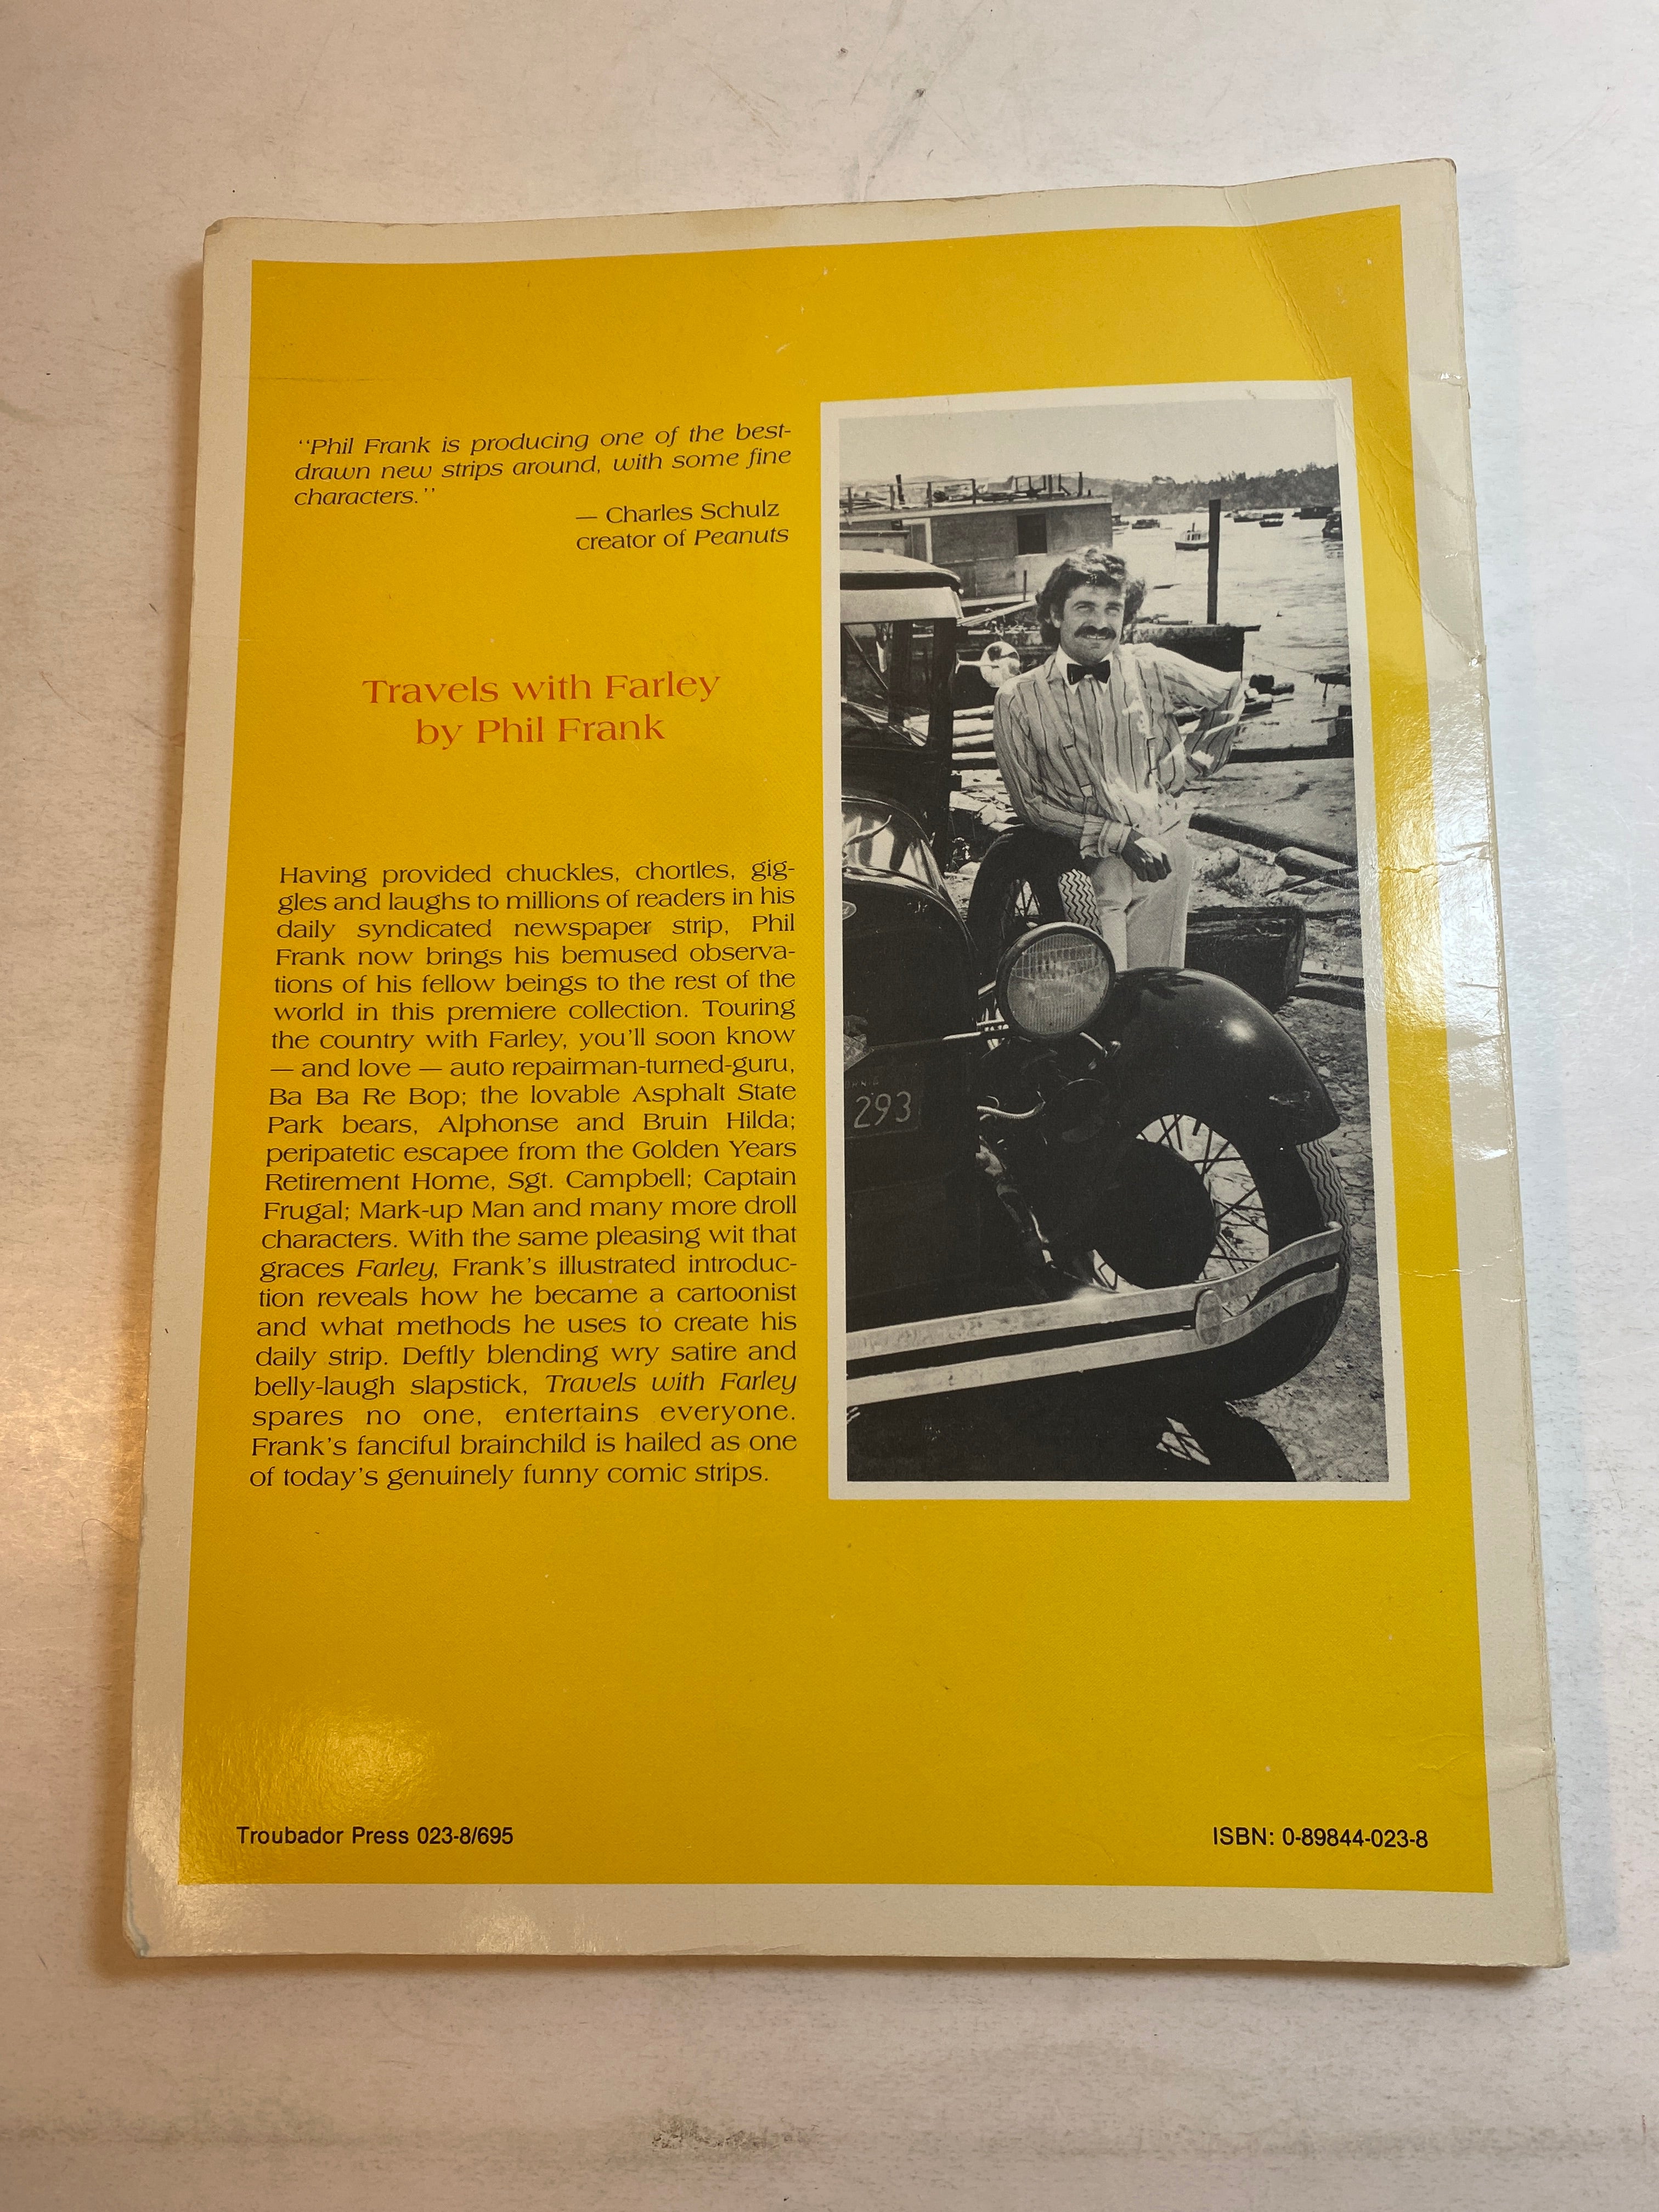 ‘‘Phil Frank is producing one of the best-
drawn new strips around, with some fine
characters.’’
— Charles Schulz
creator of Peanuts
Travels with Farley
by Phil Frank
Having provided chuckles, chortles, gig-
gles and laughs to millions of readers in his
daily syndicated newspaper strip, Phil
Frank now brings his bemused observa-
tions of his fellow beings to the rest of the
world in this premiere collection. Touring
the country with Farley, you’ll soon know
— and love — auto repairman-turned-guru,
Ba Ba Re Bop; the lovable Asphalt State
Park bears, Alphonse and Bruin Hilda;
peripatetic escapee from the Golden Years
Retirement Home, Sgt. Campbell; Captain
Frugal; Mark-up Man and many more droll
characters. With the same pleasing wit that
graces Farley, Frank’s illustrated introduc-
tion reveals how he became a cartoonist
and what methods he uses to create his
daily strip. Deftly blending wry satire and
belly-laugh slapstick, Travels with Farley
spares no one, entertains everyone.
Frank’s fanciful brainchild is hailed as one
of today’s genuinely funny comic strips.
293
Troubador Press 023-8/695
ISBN: 0-89844-023-8